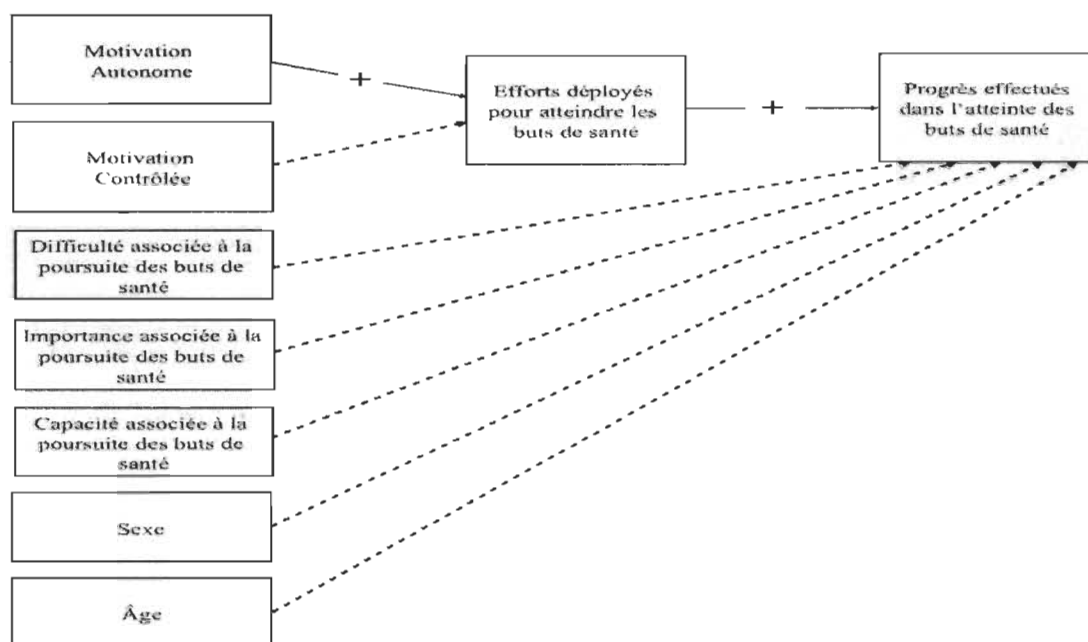 Motivation
Autonome
+
Efforts déployés
pour atteindre les
buts de santé
+
Progrès effectués
dans l'atteinte des
buts de santé
Motivation
Contrôlée
Difficulté associée à la
poursuite des buts de
santé
Importance associée à la
poursuite des buts de
santé
Capacité associée à la
poursuite des buts de
santé
Sexe
Âge